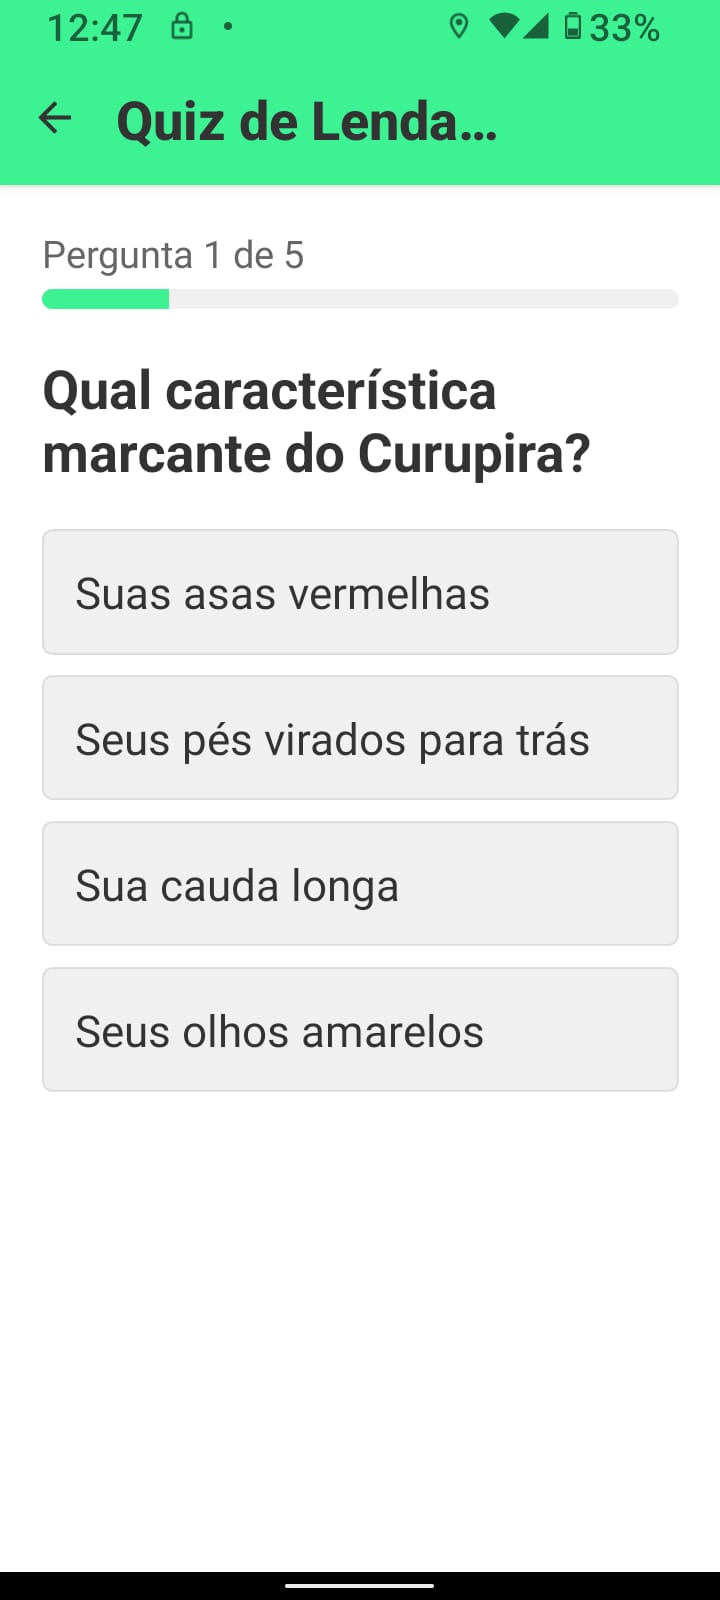 12:47
33%
Quiz de Lenda...
Pergunta 1 de 5
Qual característica
marcante do Curupira?
Suas asas vermelhas
Seus pés virados para trás
Sua cauda longa
Seus olhos amarelos